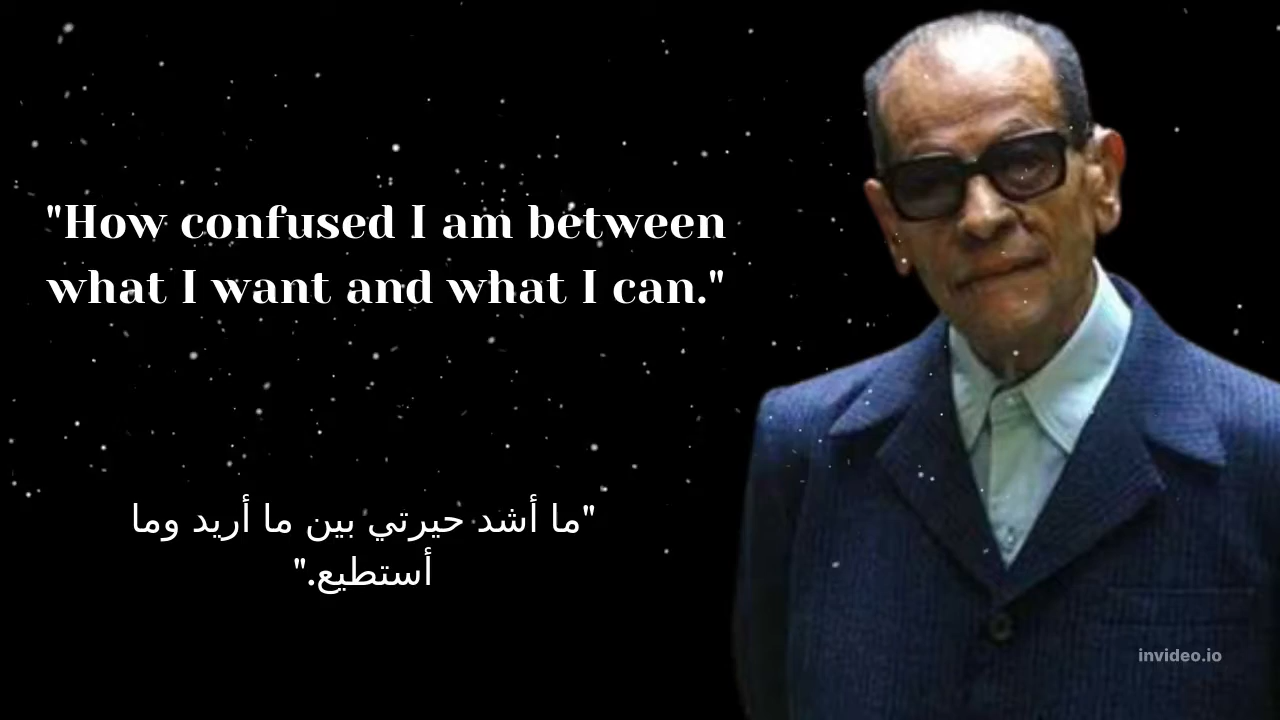 "How confused I am between
what I want and what I can."
"ما أشد حيرتي بين ما أريد وما
أستطيع."
invideo.io